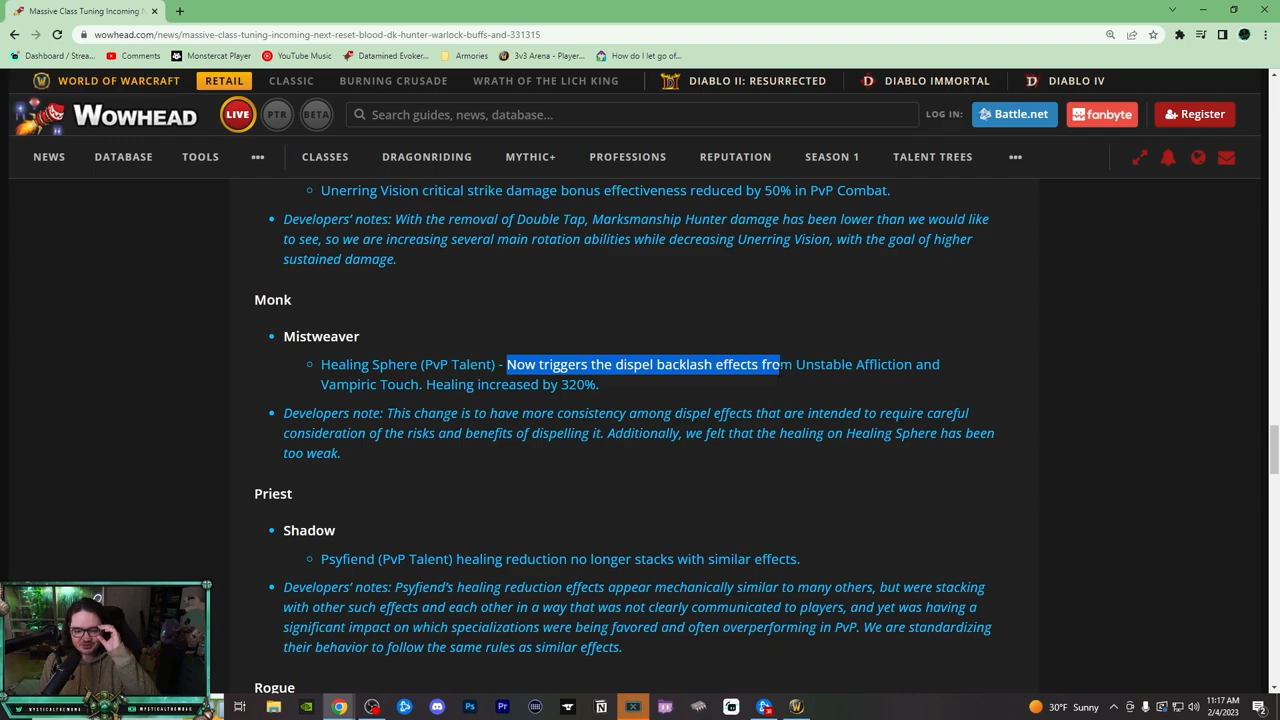 Massive Class Tuning Incoming N
wowhead.com/news/massive-class-tuning-incoming-next-reset-blood-dk-hunter-warlock-buffs-and-331315
Dashboard / Strea...
Comments
Monstercat Player
YouTube Music
Datamined Evoker...
Armories
3v3 Arena - Player...
How do I let go of...
WORLD OF WARCRAFT
RETAIL
CLASSIC
BURNING CRUSADE
WRATH OF THE LICH KING
DIABLO II: RESURRECTED
DIABLO IMMORTAL
DIABLO IV
WOWHEAD
LIVE
PTR
BETA
Search guides, news, database...
LOG IN:
Battle.net
fanbyte
Register
NEWS
DATABASE
TOOLS
•••
CLASSES
DRAGONRIDING
MYTHIC+
PROFESSIONS
REPUTATION
SEASON 1
TALENT TREES
•••
Unerring Vision critical strike damage bonus effectiveness reduced by 50% in PvP Combat.
Developers' notes: With the removal of Double Tap, Marksmanship Hunter damage has been lower than we would like
to see, so we are increasing several main rotation abilities while decreasing Unerring Vision, with the goal of higher
sustained damage.
Monk
Mistweaver
Healing Sphere (PvP Talent) - Now triggers the dispel backlash effects from Unstable Affliction and
Vampiric Touch. Healing increased by 320%.
Developers note: This change is to have more consistency among dispel effects that are intended to require careful
consideration of the risks and benefits of dispelling it. Additionally, we felt that the healing on Healing Sphere has been
too weak.
Priest
Shadow
Psyfiend (PvP Talent) healing reduction no longer stacks with similar effects.
Developers' notes: Psyfiend's healing reduction effects appear mechanically similar to many others, but were stacking
with other such effects and each other in a way that was not clearly communicated to players, and yet was having a
significant impact on which specializations were being favored and often overperforming in PvP. We are standardizing
their behavior to follow the same rules as similar effects.
Rogue
MYSTICALTHEMONK
MYSTICALTHEMONK
30°F Sunny
11:17 AM
2/4/2023